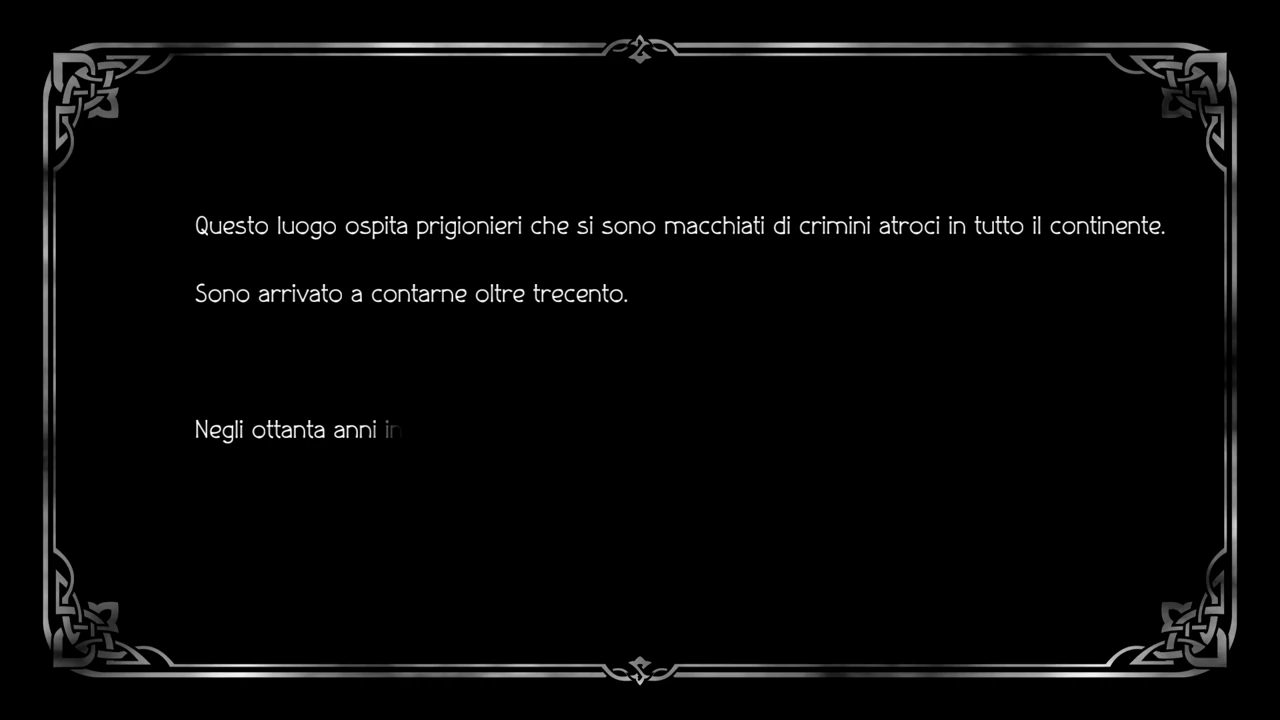 Questo luogo ospita prigionieri che si sono macchiati di crimini atroci in tutto il continente.
Sono arrivato a contarne oltre trecento.
Negli ottanta anni in